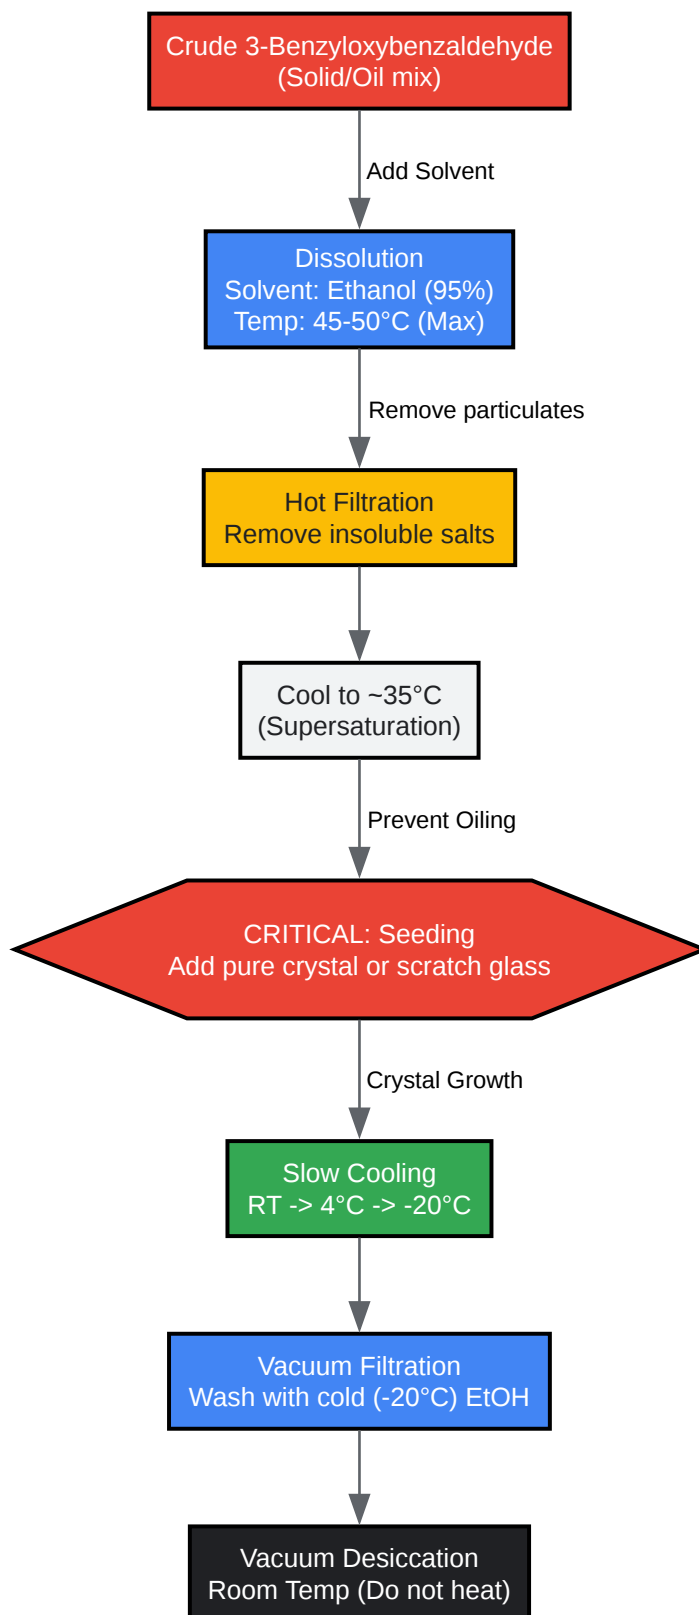 Crude 3-Benzyloxybenzaldehyde
(Solid/Oil mix)
Add Solvent
Dissolution
Solvent: Ethanol (95%)
Temp: 45-50°C (Max)
Remove particulates
Hot Filtration
Remove insoluble salts
Cool to ~35°C
(Supersaturation)
Prevent Oiling
CRITICAL: Seeding
Add pure crystal or scratch glass
Crystal Growth
Slow Cooling
RT -> 4°C -> -20°C
Vacuum Filtration
Wash with cold (-20°C) EtOH
Vacuum Desiccation
Room Temp (Do not heat)